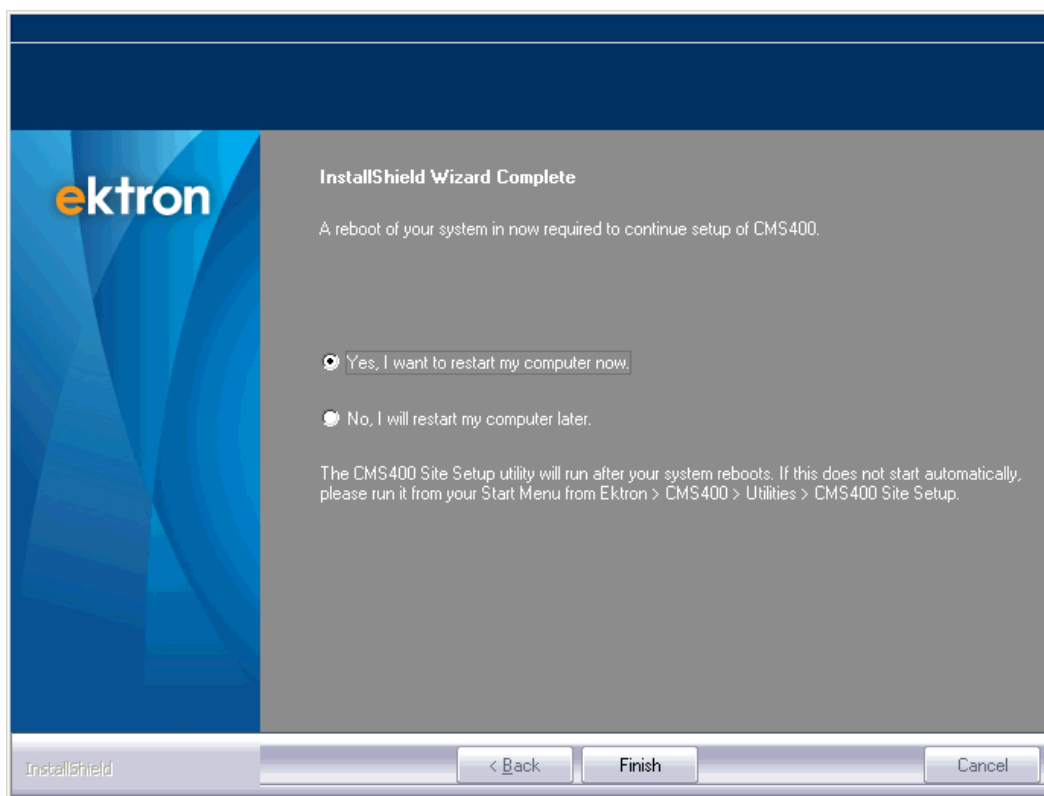 ektron
InstallShield Wizard Complete
A reboot of your system in now required to continue setup of CMS400.
Yes, I want to restart my computer now.
No, I will restart my computer later.
The CMS400 Site Setup utility will run after your system reboots. If this does not start automatically,
please run it from your Start Menu from Ektron > CMS400 > Utilities > CMS400 Site Setup.
InstallShield
< Back
Finish
Cancel